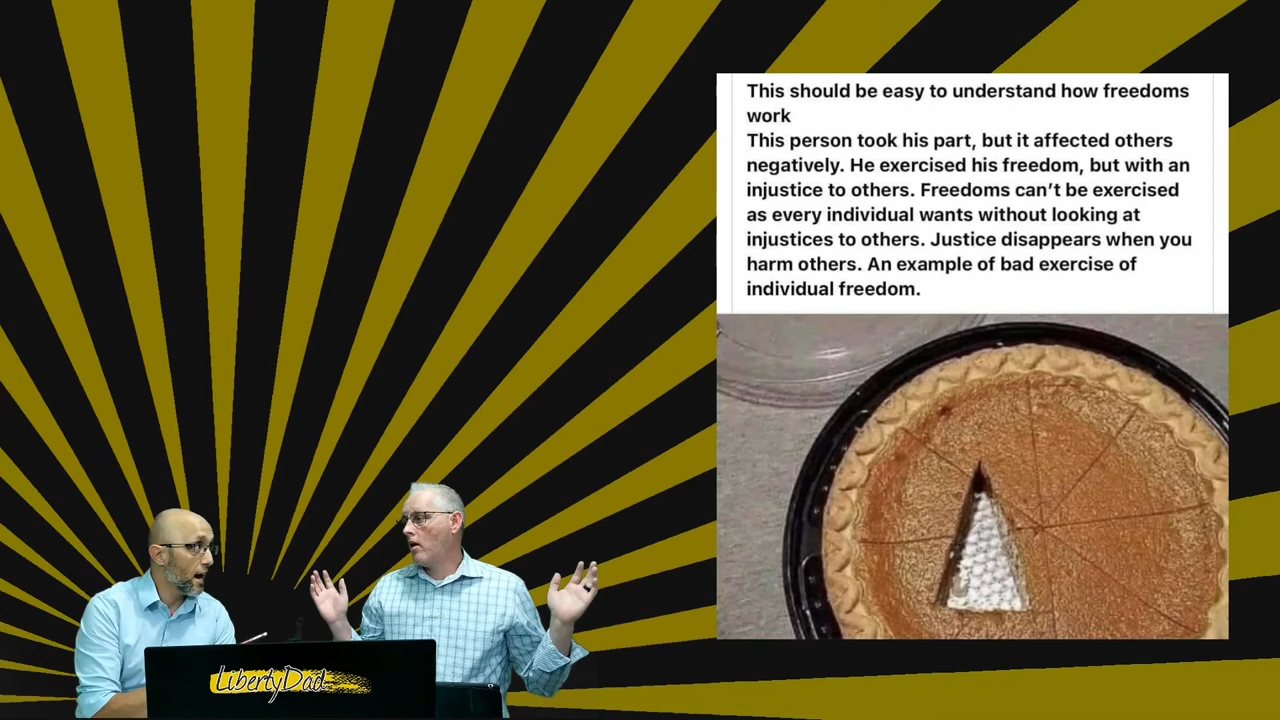 This should be easy to understand how freedoms
work
This person took his part, but it affected others
negatively. He exercised his freedom, but with an
injustice to others. Freedoms can’t be exercised
as every individual wants without looking at
injustices to others. Justice disappears when you
harm others. An example of bad exercise of
individual freedom.
LibertyDad